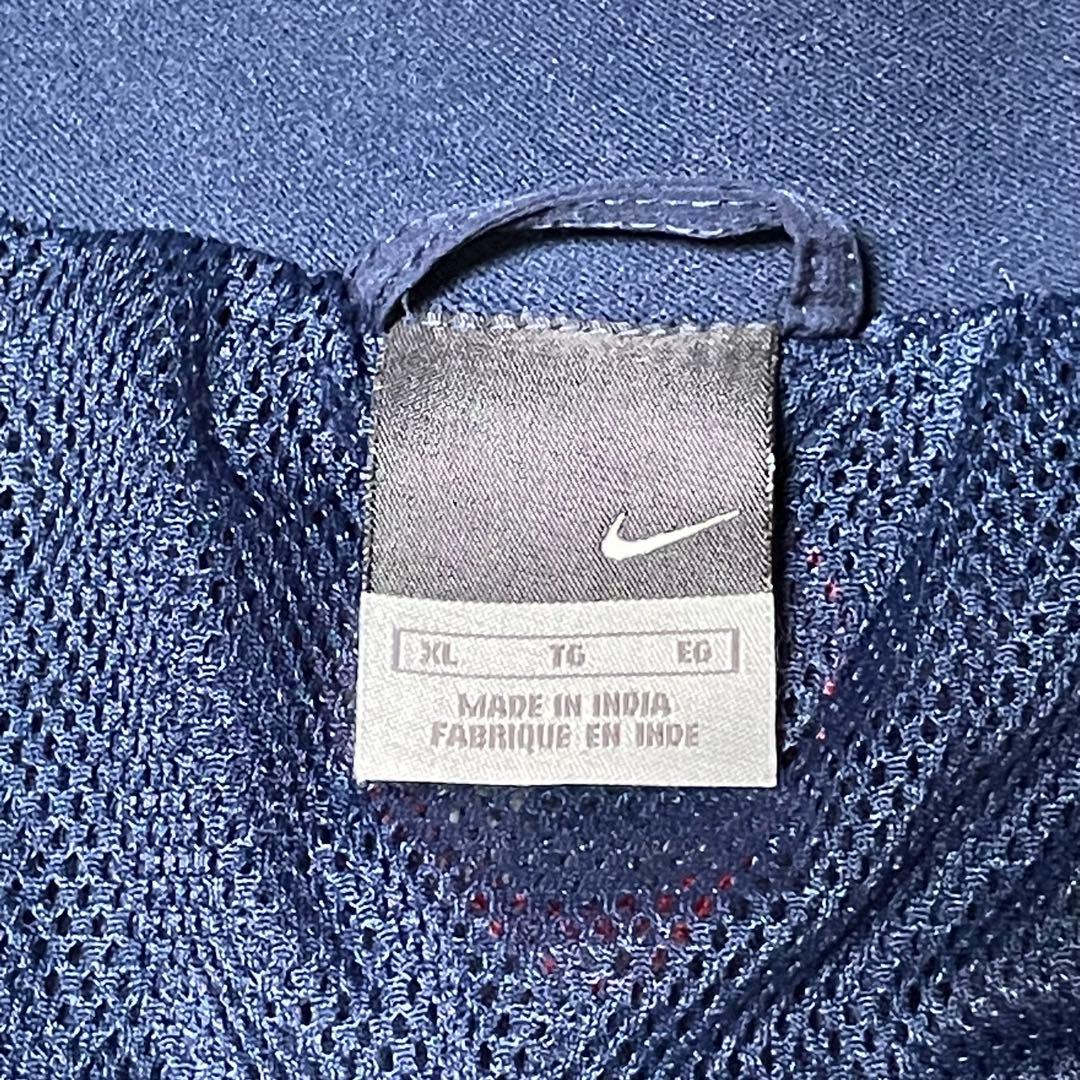 XL TG EG
MADE IN INDIA
FABRIQUE EN INDE